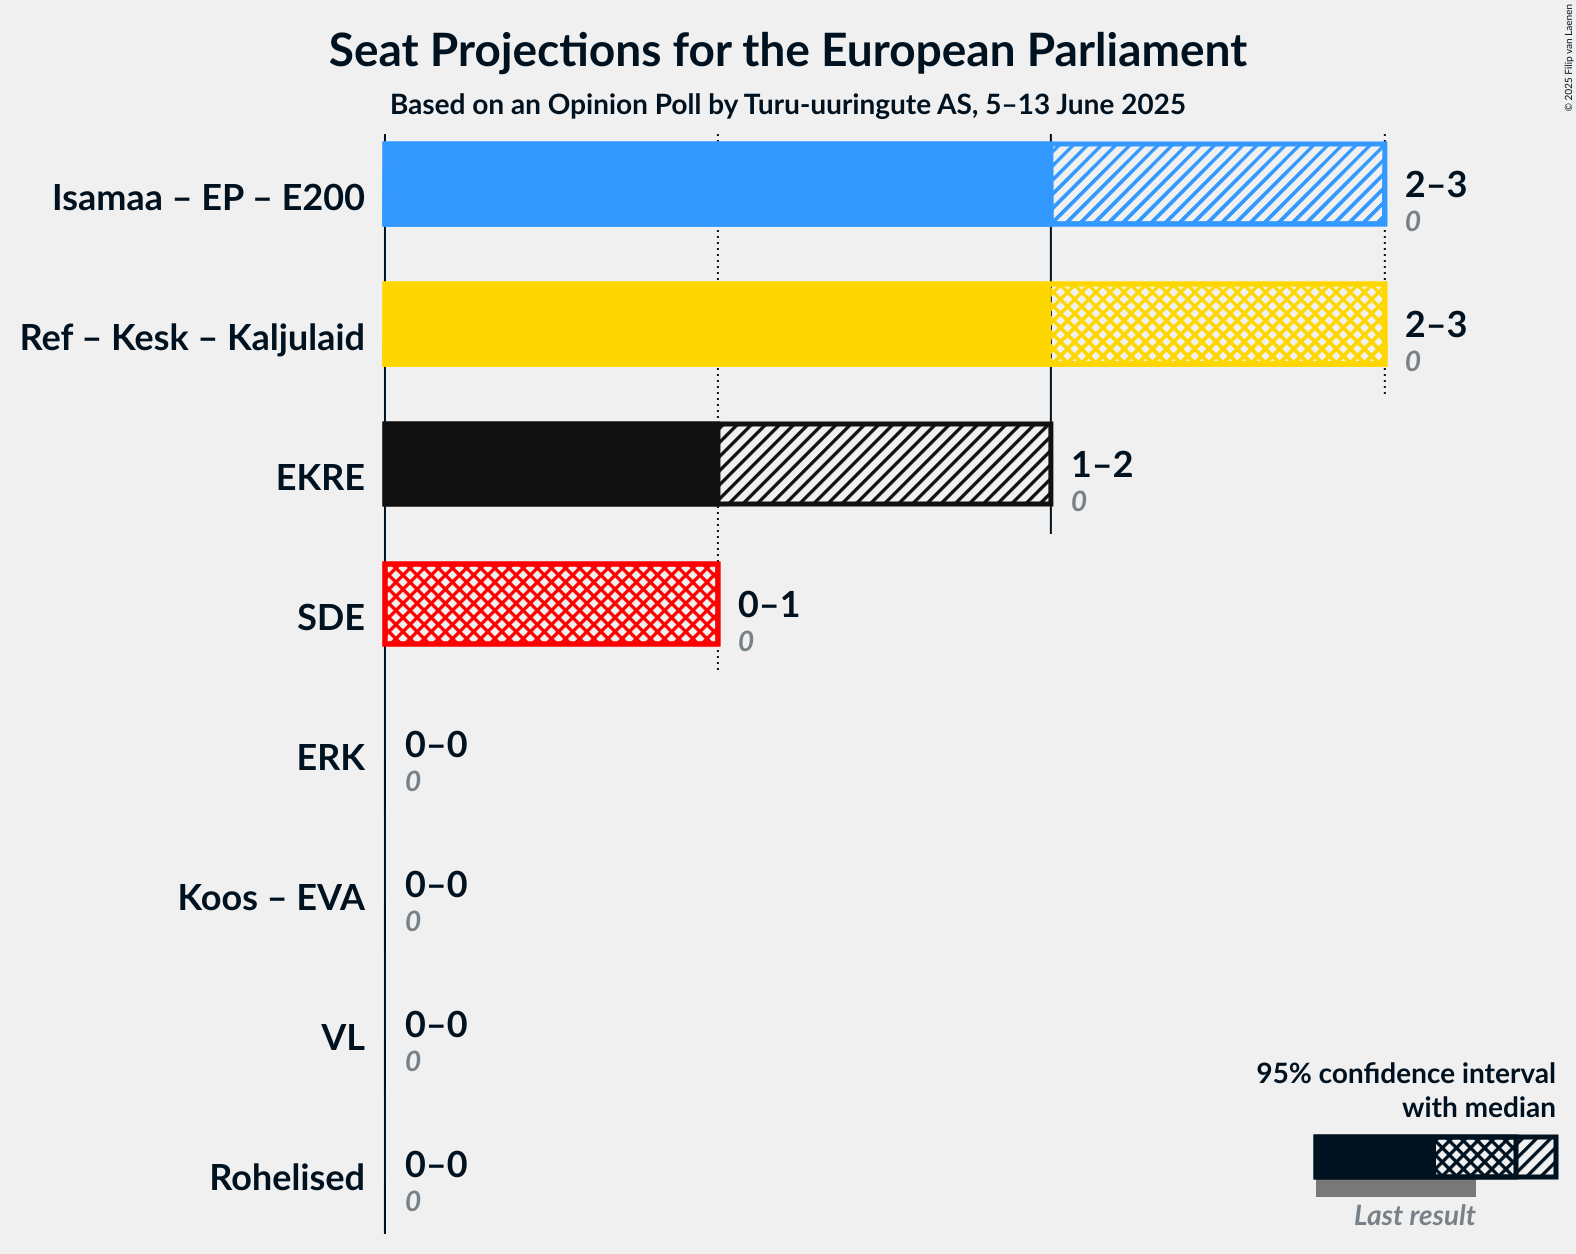 Seat Projections for the European Parliament
Based on an Opinion Poll by Turu-uuringute AS, 5–13 June 2025
© 2025 Filip van Laenen
Isamaa – EP – E200
2–3
0
Ref – Kesk – Kaljulaid
2–3
0
EKRE
1–2
0
SDE
0–1
0
ERK
0–0
0
Koos – EVA
0–0
0
VL
0–0
0
Rohelised
0–0
0
95% confidence interval
with median
Last result